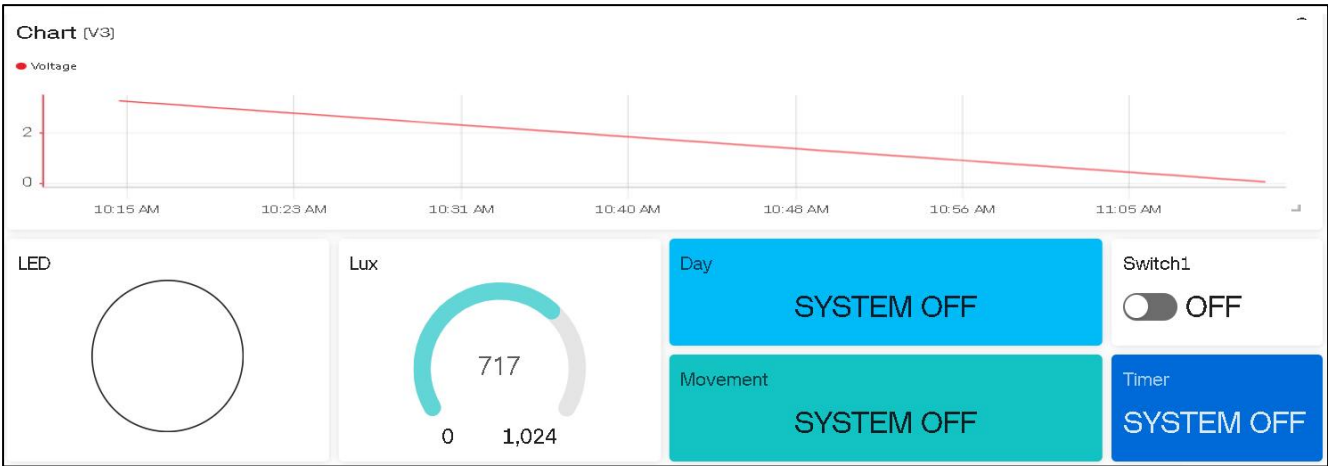 Chart (V3)
Voltage
2
0
10:15 AM 10:23 AM 10:31 AM 10:40 AM 10:48 AM 10:56 AM 11:05 AM
LED
Lux
717
0 1,024
Day
SYSTEM OFF
Switch1
OFF
Movement
SYSTEM OFF
Timer
SYSTEM OFF